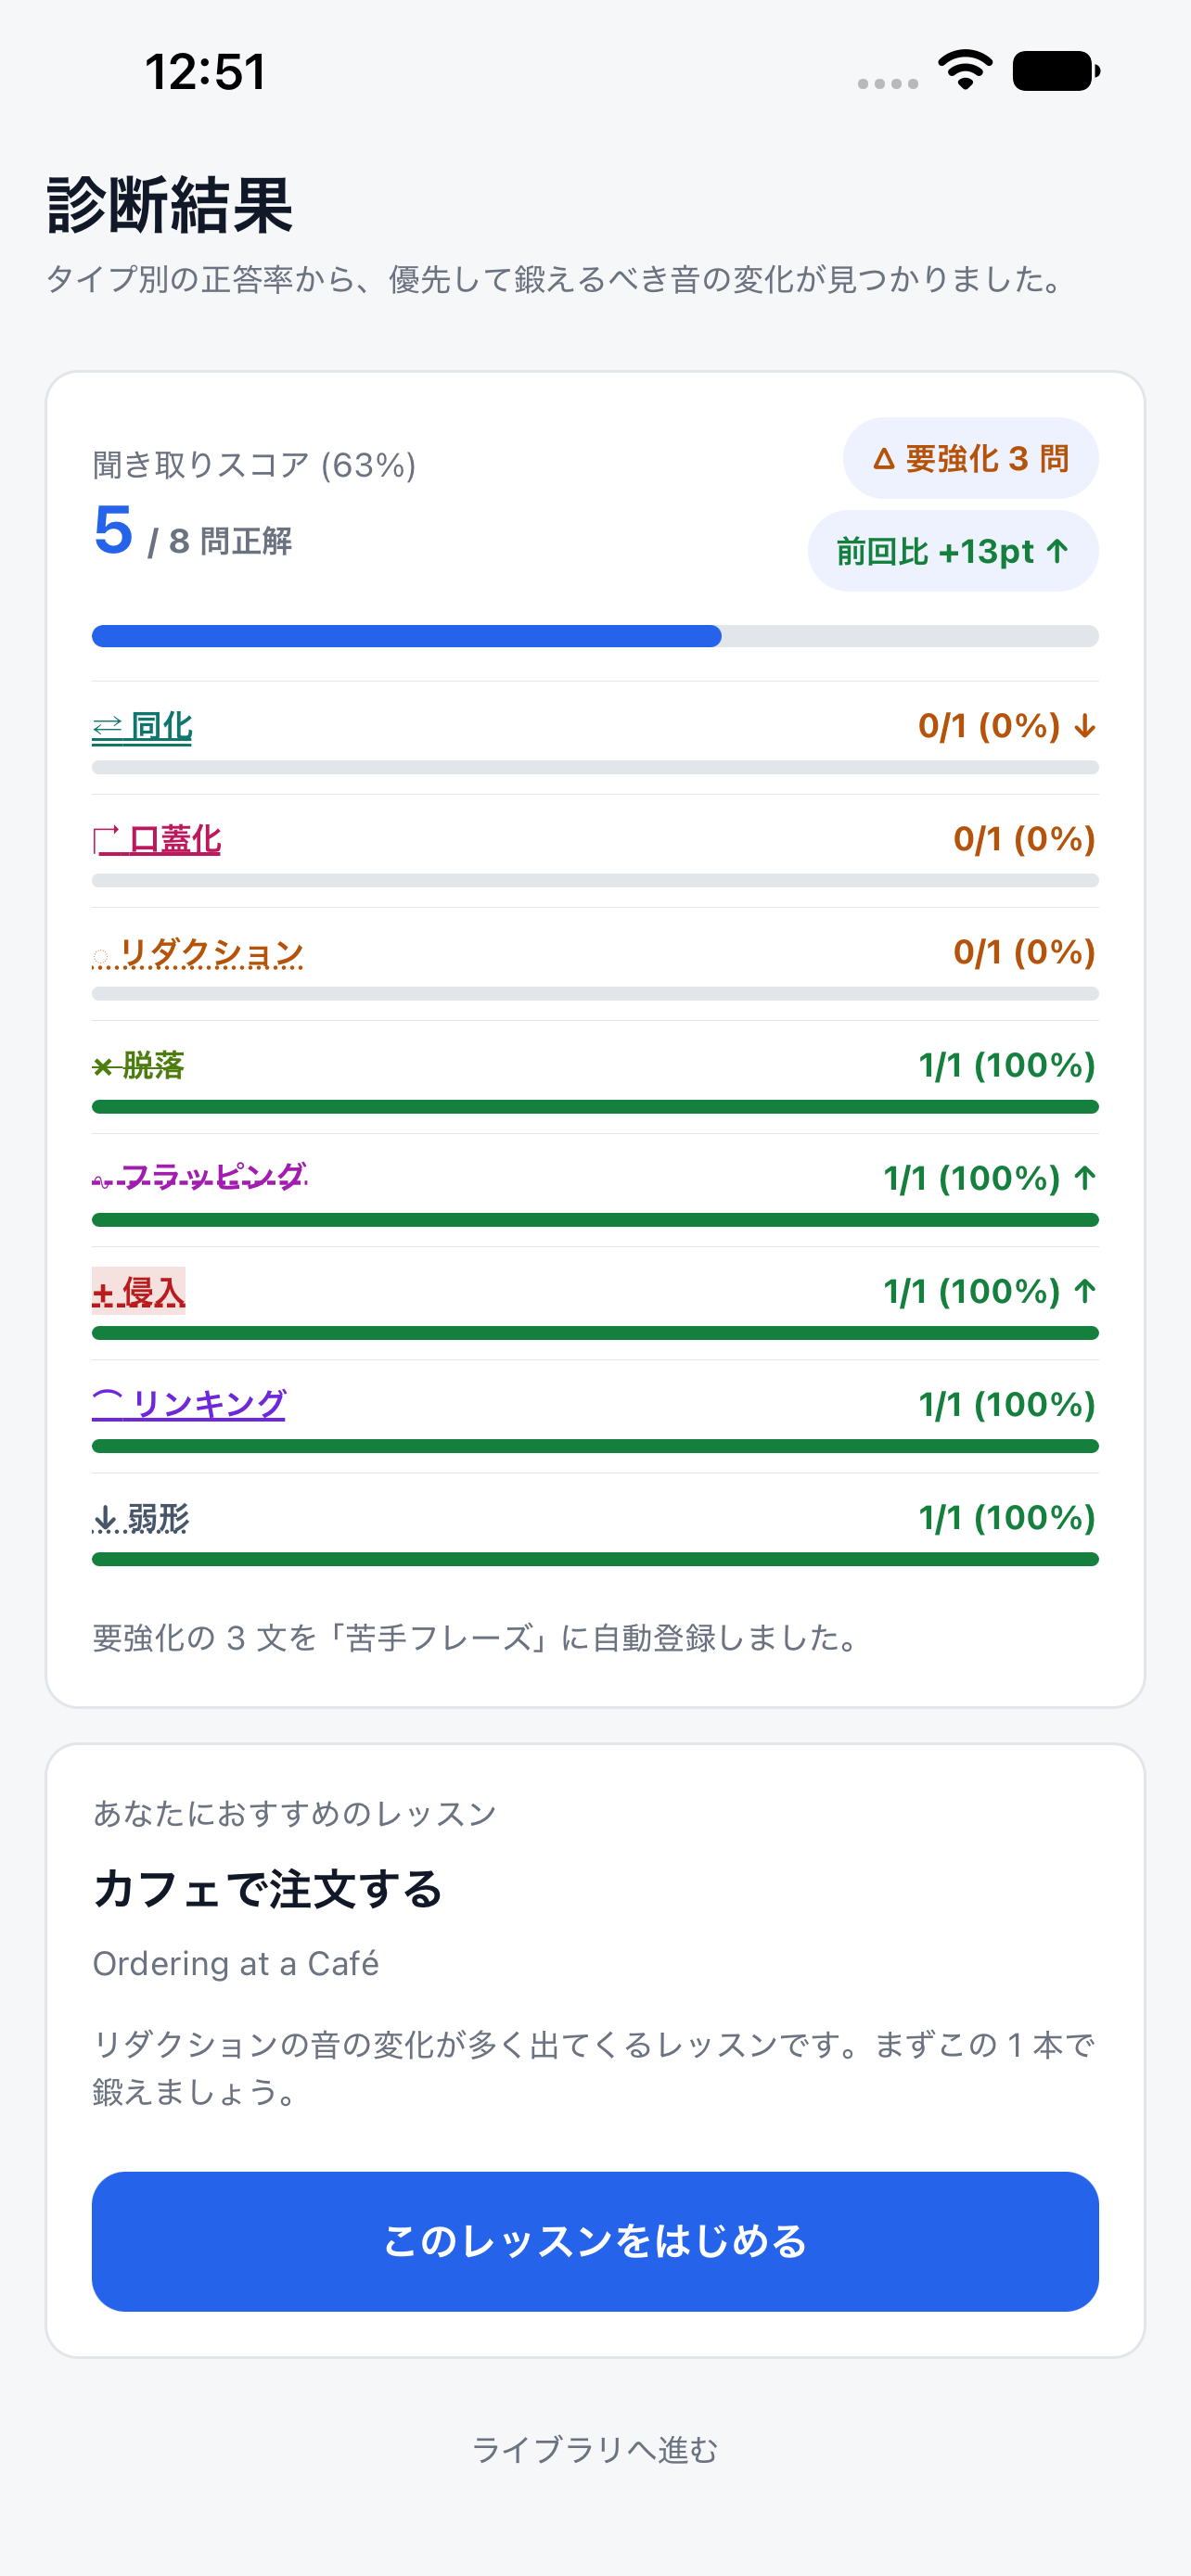 12:51
診断結果
タイプ別の正答率から、優先して鍛えるべき音の変化が見つかりました。
聞き取りスコア (63%)
5 / 8 問正解
△ 要強化 3 問
前回比 +13pt ↑
⇄ 同化
0/1 (0%) ↓
口蓋化
0/1 (0%)
リダクション
0/1 (0%)
× 脱落
1/1 (100%)
フラッピング
1/1 (100%) ↑
+ 侵入
1/1 (100%) ↑
⌒ リンキング
1/1 (100%)
↓ 弱形
1/1 (100%)
要強化の 3 文を「苦手フレーズ」に自動登録しました。
あなたにおすすめのレッスン
カフェで注文する
Ordering at a Café
リダクションの音の変化が多く出てくるレッスンです。まずこの 1 本で
鍛えましょう。
このレッスンをはじめる
ライブラリへ進む